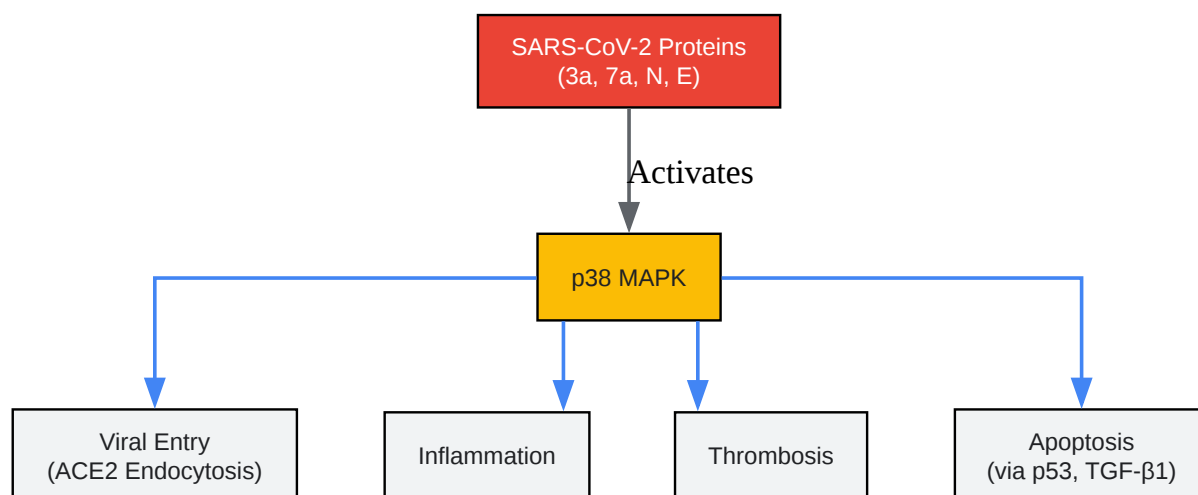 SARS-CoV-2 Proteins
(3a, 7a, N, E)
Activates
p38 MAPK
Viral Entry
(ACE2 Endocytosis)
Inflammation
Thrombosis
Apoptosis
(via p53, TGF-β1)